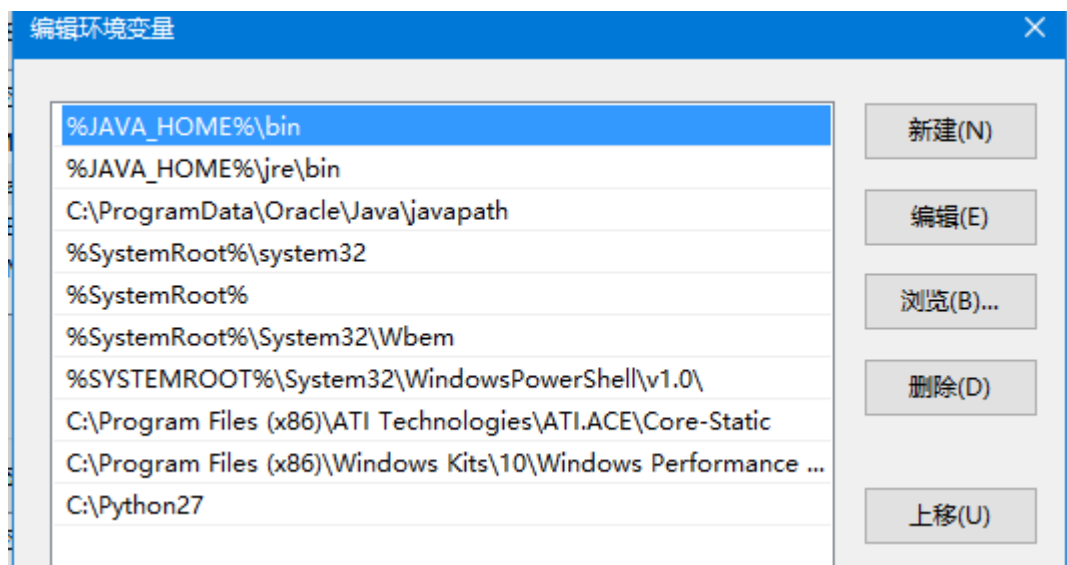 编辑环境变量
%JAVA_HOME%\bin
新建(N)
%JAVA_HOME%\jre\bin
C:\ProgramData\Oracle\Java\javapath
编辑(E)
%SystemRoot%\system32
%SystemRoot%
浏览(B)...
%SystemRoot%\System32\Wbem
%SYSTEMROOT%\System32\WindowsPowerShell\v1.0\
删除(D)
C:\Program Files (x86)\ATI Technologies\ATI.ACE\Core-Static
C:\Program Files (x86)\Windows Kits\10\Windows Performance ...
C:\Python27
上移(U)